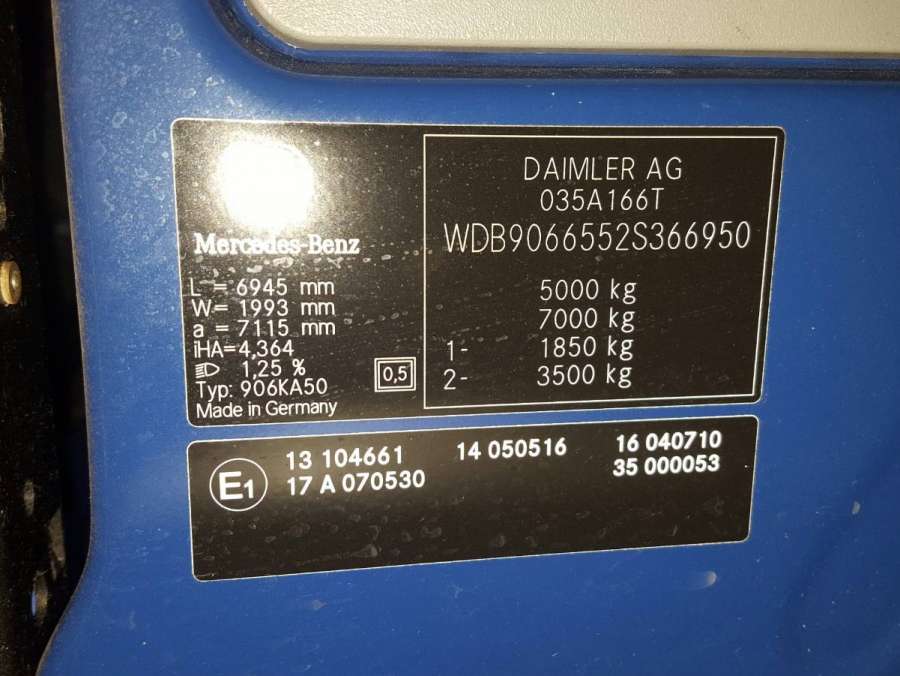 Mercedes-Benz
L = 6945 mm
W= 1993 mm
a = 7115 mm
iHA=4,364
1,25 %
Typ: 906KA50
Made in Germany
0,5
DAIMLER AG
035A166T
WDB9066552S366950
5000 kg
7000 kg
1- 1850 kg
2- 3500 kg
E1
13 104661 14 050516 16 040710
17 A 070530 35 000053